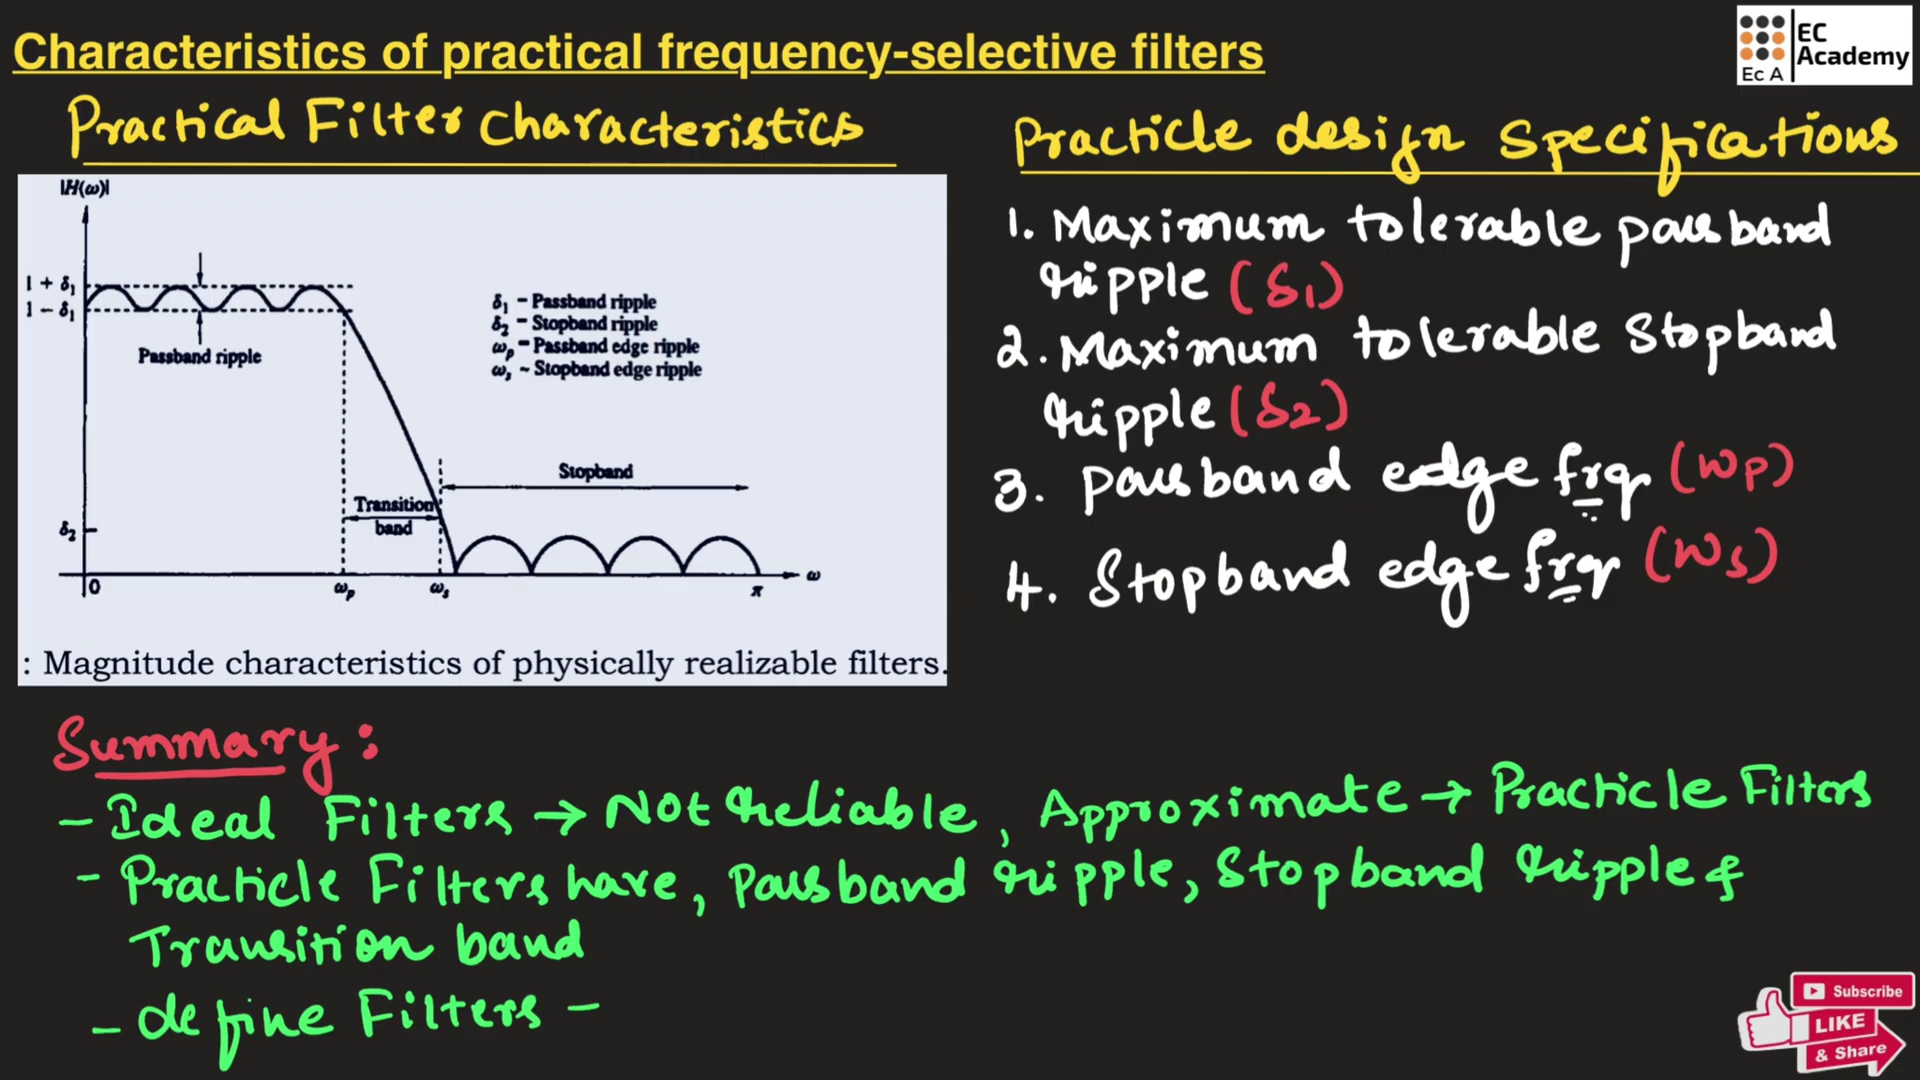 Characteristics of practical frequency-selective filters
EC
Academy
Ec A
Practical Filter Characteristics
Practicle design Specifications
|H(ω)|
1 + δ₁
1 − δ₁
Passband ripple
δ₁ - Passband ripple
δ₂ - Stopband ripple
ωp - Passband edge ripple
ωs ~ Stopband edge ripple
Stopband
Transition
band
δ₂
0
ωp
ωs
π
ω
: Magnitude characteristics of physically realizable filters.
1. Maximum tolerable passband
ripple (δ1)
2. Maximum tolerable Stopband
ripple (δ2)
3. passband edge frq (wp)
4. Stopband edge frq (ws)
Summary:
- Ideal Filters → Not Reliable, Approximate → Practicle Filters
- Practicle Filters have, Passband ripple, Stopband ripple &
Transition band
- define Filters -
Subscribe
LIKE
& Share